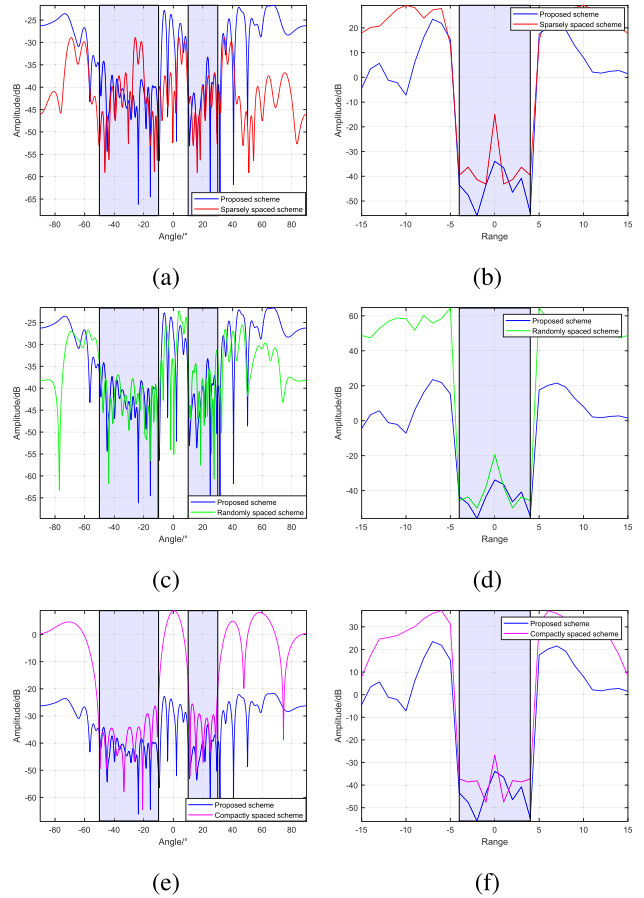 -25
-30
-35
-40
-45
-50
-55
-60
-65
Amplitude/dB
-80 -60 -40 -20 0 20 40 60 80
Angle/°
Proposed scheme
Sparsely spaced scheme
(a)
20
10
0
-10
-20
-30
-40
-50
Amplitude/dB
-15 -10 -5 0 5 10 15
Range
Proposed scheme
Sparsely spaced scheme
(b)
-25
-30
-35
-40
-45
-50
-55
-60
-65
Amplitude/dB
-80 -60 -40 -20 0 20 40 60 80
Angle/°
Proposed scheme
Randomly spaced scheme
(c)
60
40
20
0
-20
-40
Amplitude/dB
-15 -10 -5 0 5 10 15
Range
Proposed scheme
Randomly spaced scheme
(d)
0
-10
-20
-30
-40
-50
-60
Amplitude/dB
-80 -60 -40 -20 0 20 40 60 80
Angle/°
Proposed scheme
Compactly spaced scheme
(e)
30
20
10
0
-10
-20
-30
-40
-50
Amplitude/dB
-15 -10 -5 0 5 10 15
Range
Proposed scheme
Compactly spaced scheme
(f)